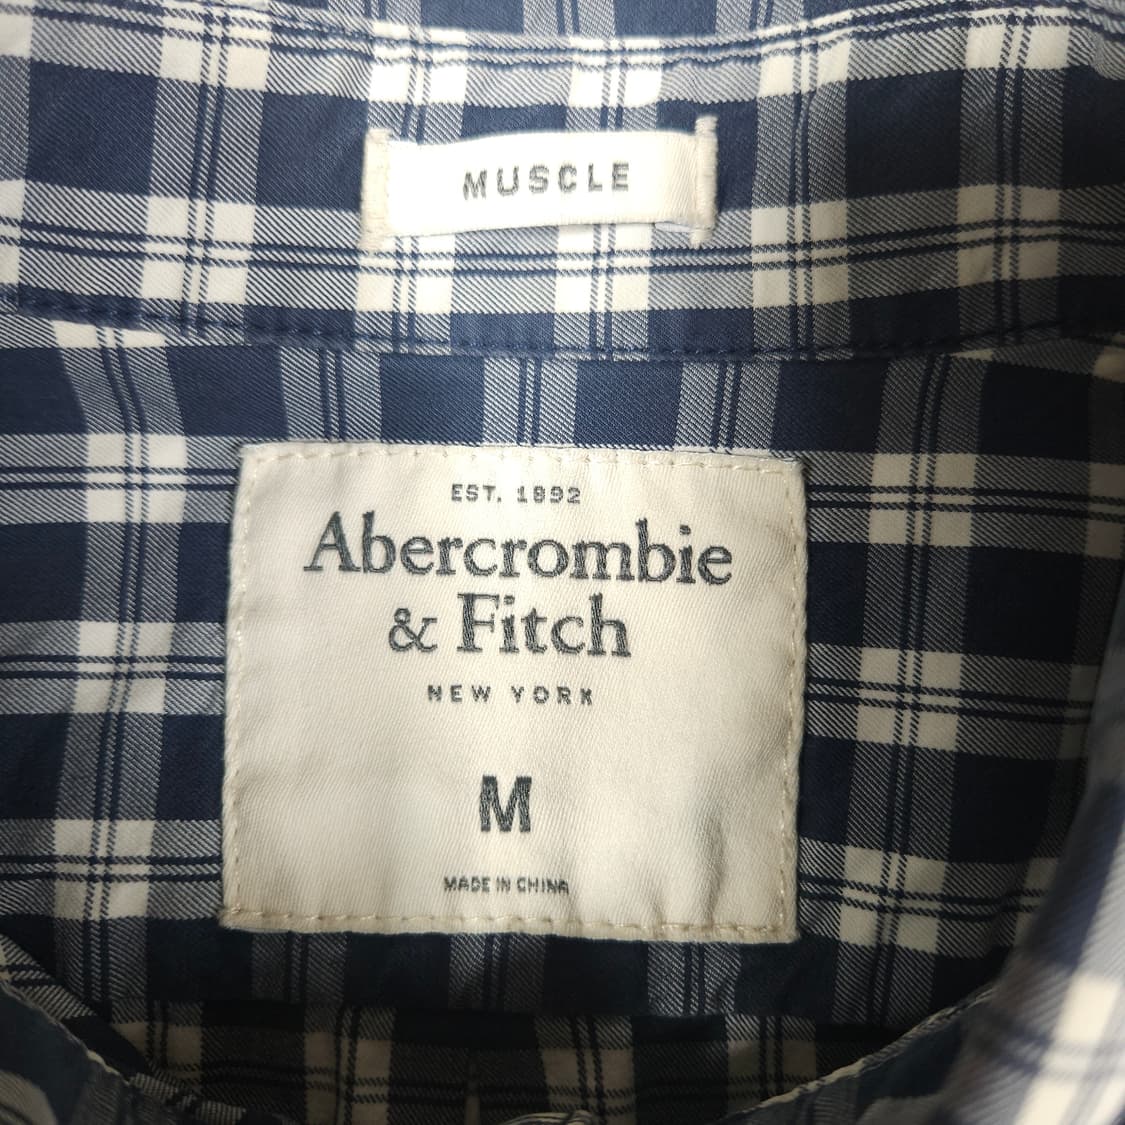 MUSCLE
EST. 1892
Abercrombie
& Fitch
NEW YORK
M
MADE IN CHINA